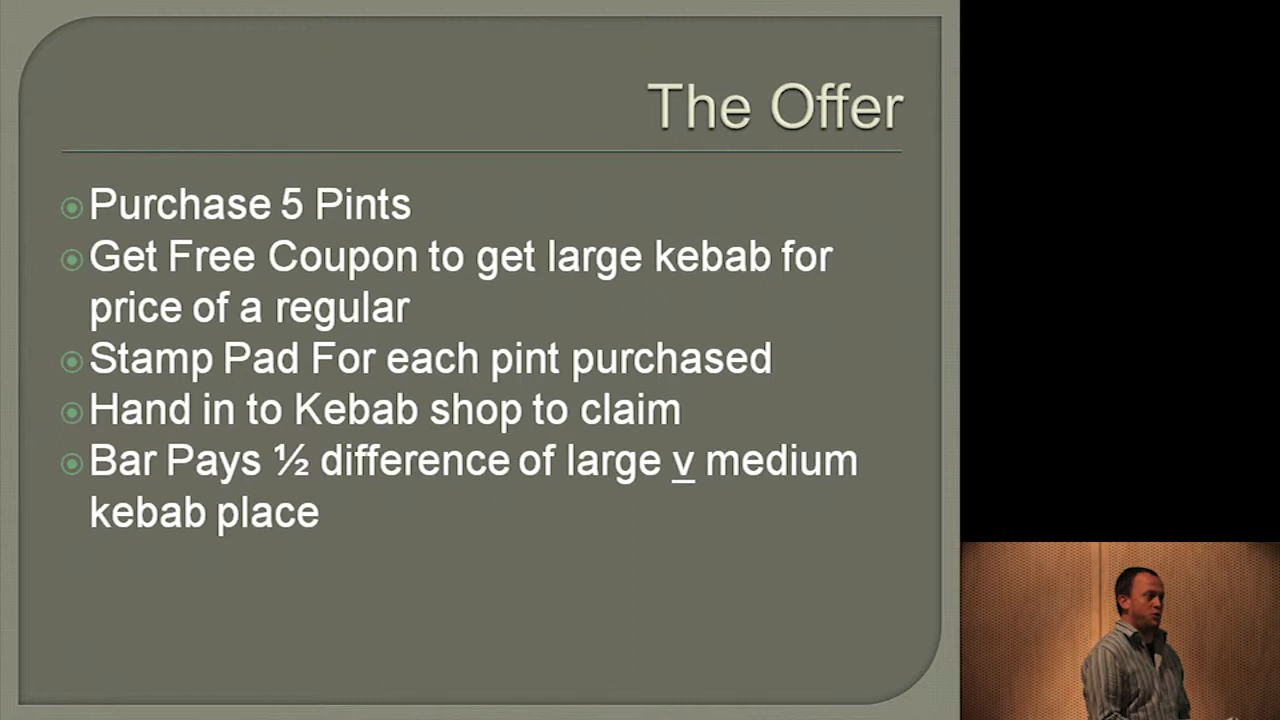 The Offer
Purchase 5 Pints
Get Free Coupon to get large kebab for
price of a regular
Stamp Pad For each pint purchased
Hand in to Kebab shop to claim
Bar Pays ½ difference of large v medium
kebab place